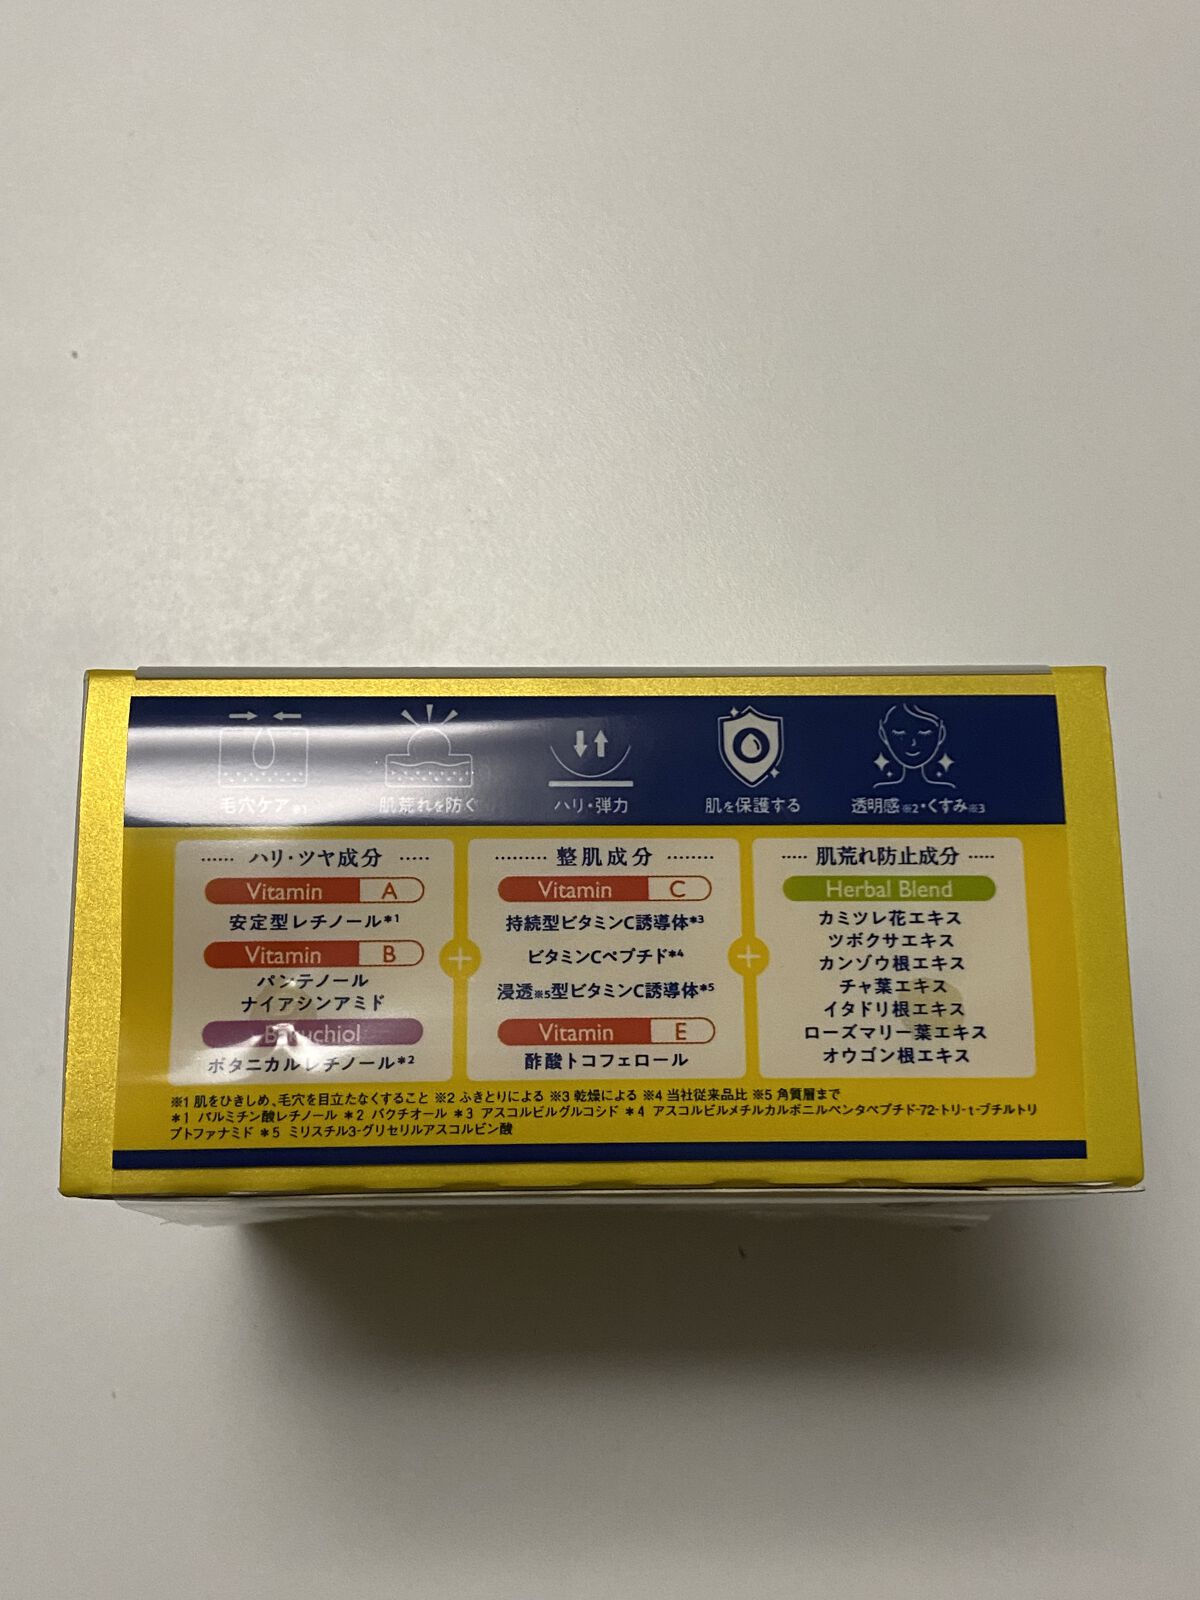 毛穴ケア※1
肌荒れを防ぐ
ハリ・弾力
肌を保護する
透明感※2・くすみ※3
ハリ・ツヤ成分
Vitamin A
安定型レチノール*1
Vitamin B
パンテノール
ナイアシンアミド
Bakuchiol
ボタニカルレチノール*2
+
整肌成分
Vitamin C
持続型ビタミンC誘導体*3
ビタミンCペプチド*4
浸透※5型ビタミンC誘導体*5
Vitamin E
酢酸トコフェロール
+
肌荒れ防止成分
Herbal Blend
カミツレ花エキス
ツボクサエキス
カンゾウ根エキス
チャ葉エキス
イタドリ根エキス
ローズマリー葉エキス
オウゴン根エキス
※1 肌をひきしめ、毛穴を目立たなくすること ※2 ふきとりによる ※3 乾燥による ※4 当社従来品比 ※5 角質層まで
*1 パルミチン酸レチノール *2 バクチオール *3 アスコルビルグルコシド *4 アスコルビルメチルカルボニルペンタペプチド-72-トリ-t-ブチルトリ
プトファナミド *5 ミリスチル3-グリセリルアスコルビン酸